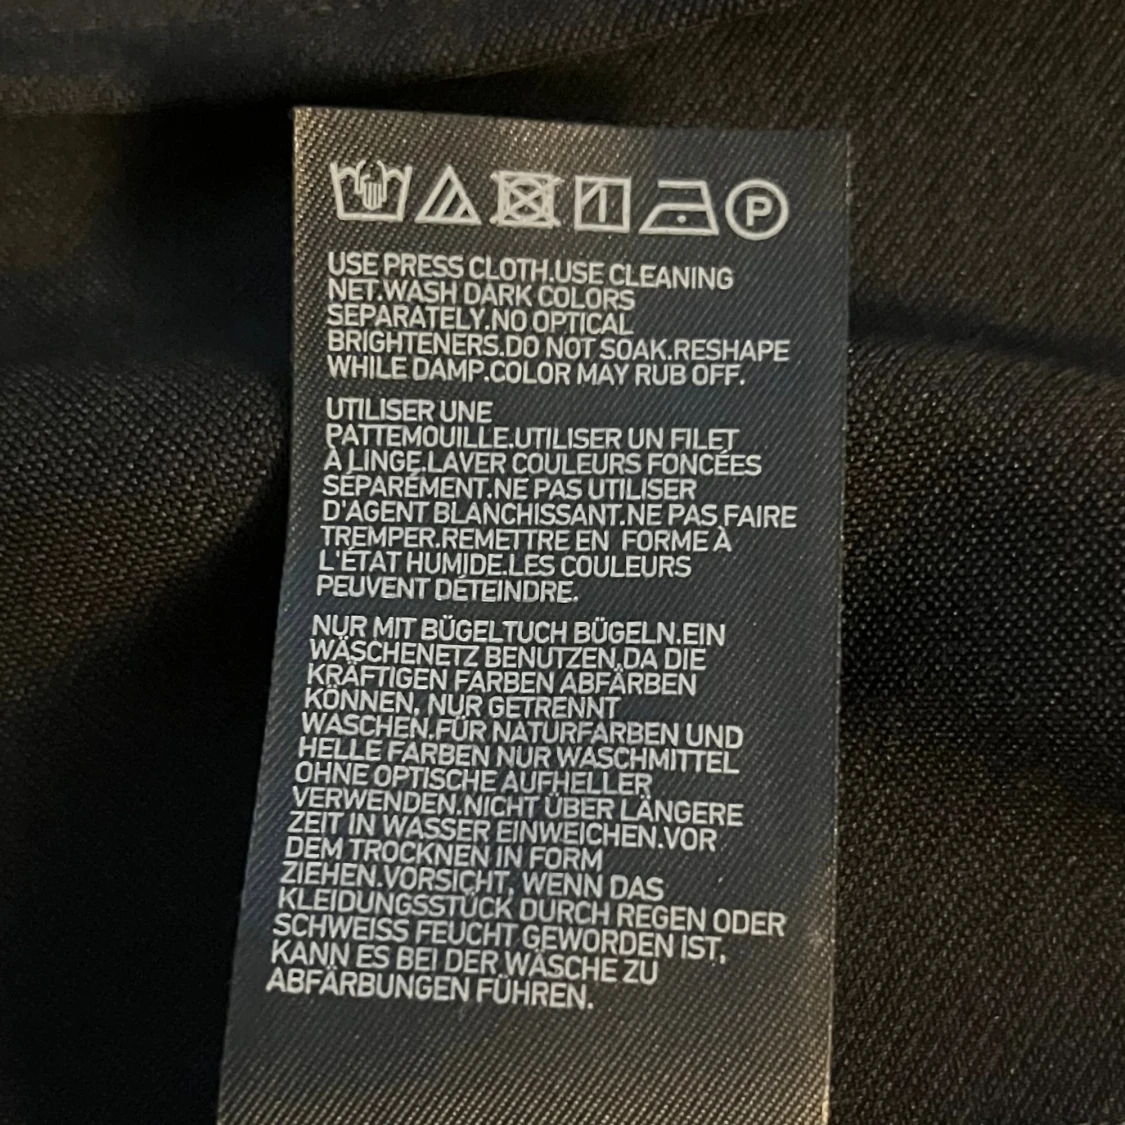 P
USE PRESS CLOTH.USE CLEANING
NET.WASH DARK COLORS
SEPARATELY.NO OPTICAL
BRIGHTENERS.DO NOT SOAK.RESHAPE
WHILE DAMP.COLOR MAY RUB OFF.
UTILISER UNE
PATTEMOUILLE.UTILISER UN FILET
À LINGE.LAVER COULEURS FONCÉES
SÉPARÉMENT.NE PAS UTILISER
D'AGENT BLANCHISSANT.NE PAS FAIRE
TREMPER.REMETTRE EN FORME À
L'ÉTAT HUMIDE.LES COULEURS
PEUVENT DÉTEINDRE.
NUR MIT BÜGELTUCH BÜGELN.EIN
WÄSCHENETZ BENUTZEN.DA DIE
KRÄFTIGEN FARBEN ABFÄRBEN
KÖNNEN, NUR GETRENNT
WASCHEN.FÜR NATURFARBEN UND
HELLE FARBEN NUR WASCHMITTEL
OHNE OPTISCHE AUFHELLER
VERWENDEN.NICHT ÜBER LÄNGERE
ZEIT IN WASSER EINWEICHEN.VOR
DEM TROCKNEN IN FORM
ZIEHEN.VORSICHT, WENN DAS
KLEIDUNGSSTÜCK DURCH REGEN ODER
SCHWEISS FEUCHT GEWORDEN IST,
KANN ES BEI DER WÄSCHE ZU
ABFÄRBUNGEN FÜHREN.